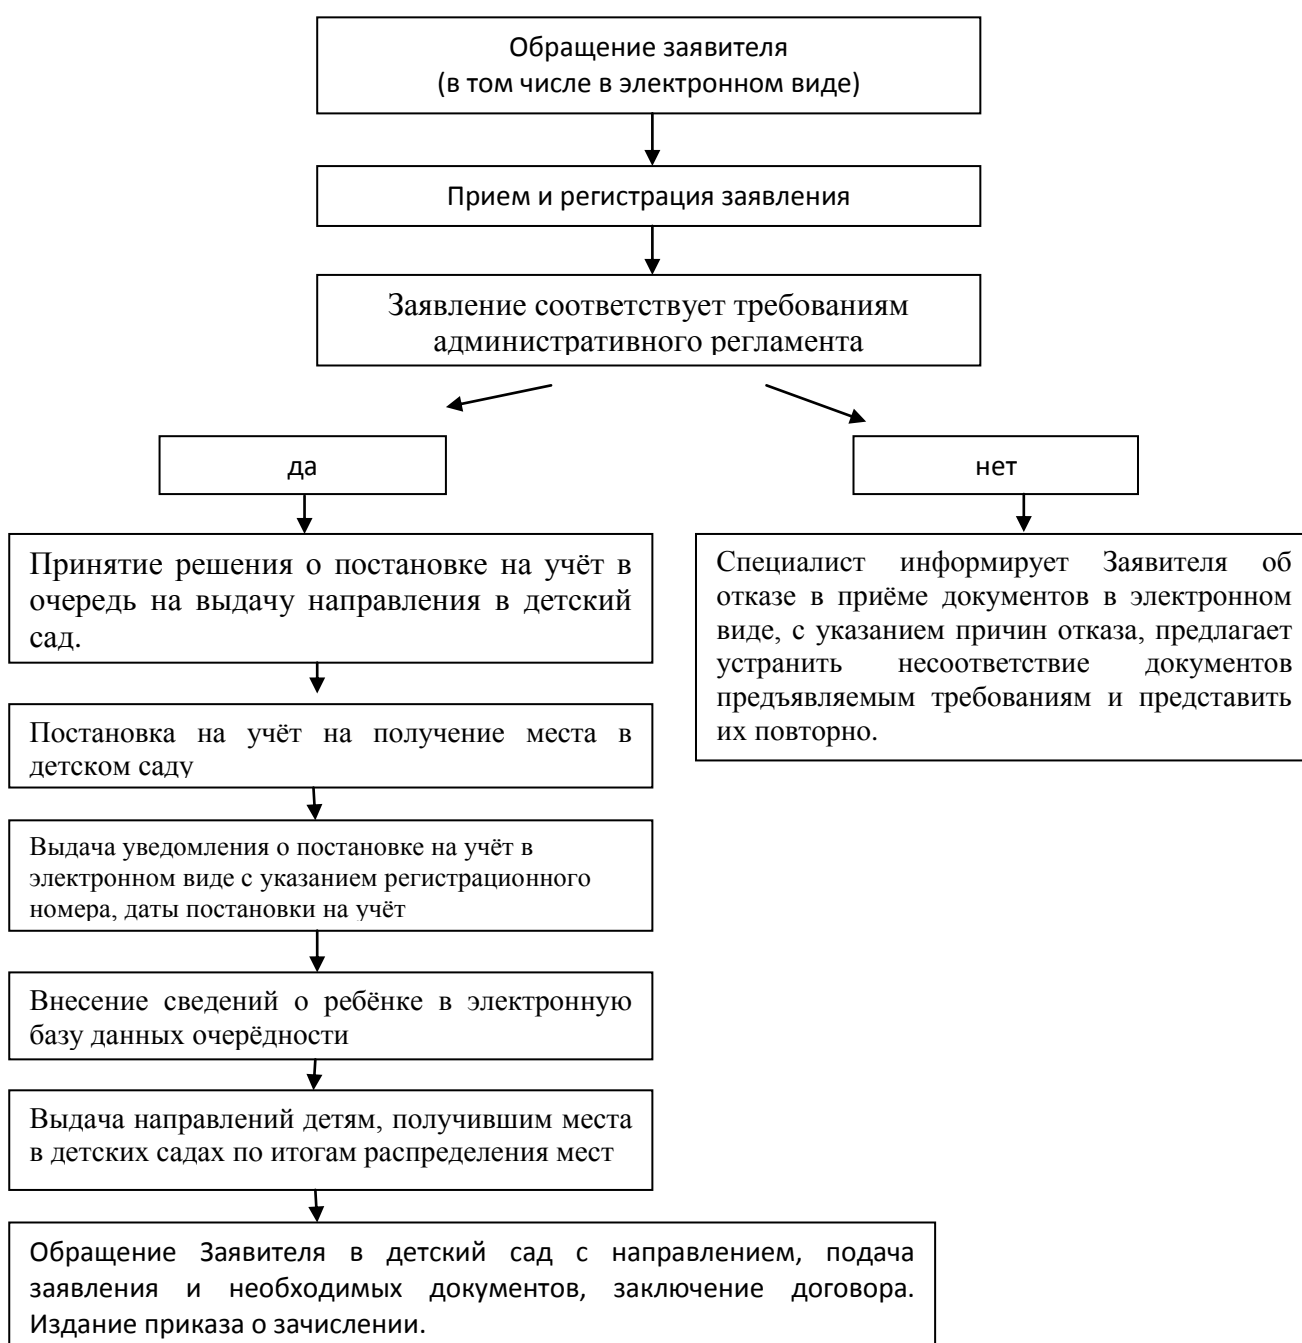 Обращение заявителя
(в том числе в электронном виде)
Прием и регистрация заявления
Заявление соответствует требованиям
административного регламента
да
нет
Принятие решения о постановке на учёт в
очередь на выдачу направления в детский
сад.
Специалист информирует Заявителя об
отказе в приёме документов в электронном
виде, с указанием причин отказа, предлагает
устранить несоответствие документов
предъявляемым требованиям и представить
их повторно.
Постановка на учёт на получение места в
детском саду
Выдача уведомления о постановке на учёт в
электронном виде с указанием регистрационного
номера, даты постановки на учёт
Внесение сведений о ребёнке в электронную
базу данных очерёдности
Выдача направлений детям, получившим места
в детских садах по итогам распределения мест
Обращение Заявителя в детский сад с направлением, подача
заявления и необходимых документов, заключение договора.
Издание приказа о зачислении.